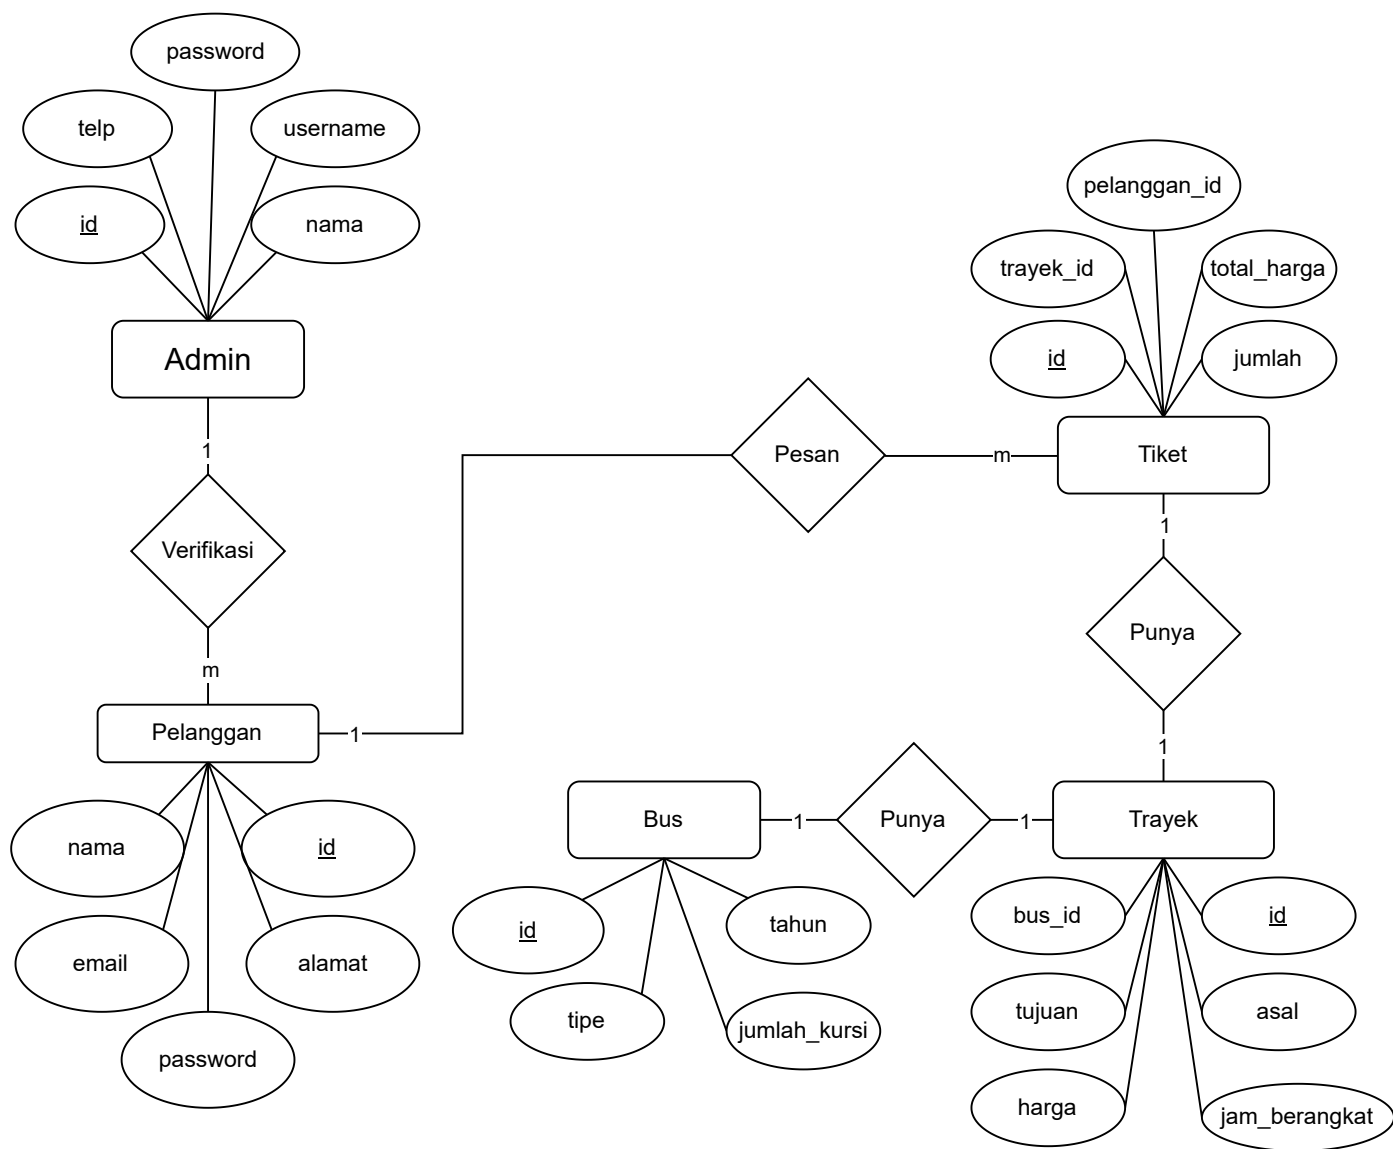 password
telp
username
id
nama
Admin
1
Verifikasi
m
Pelanggan
1
nama
id
email
alamat
password
Pesan
m
pelanggan_id
trayek_id
total_harga
id
jumlah
Tiket
1
Punya
1
Bus
1
Punya
1
Trayek
id
tahun
tipe
jumlah_kursi
bus_id
id
tujuan
asal
harga
jam_berangkat